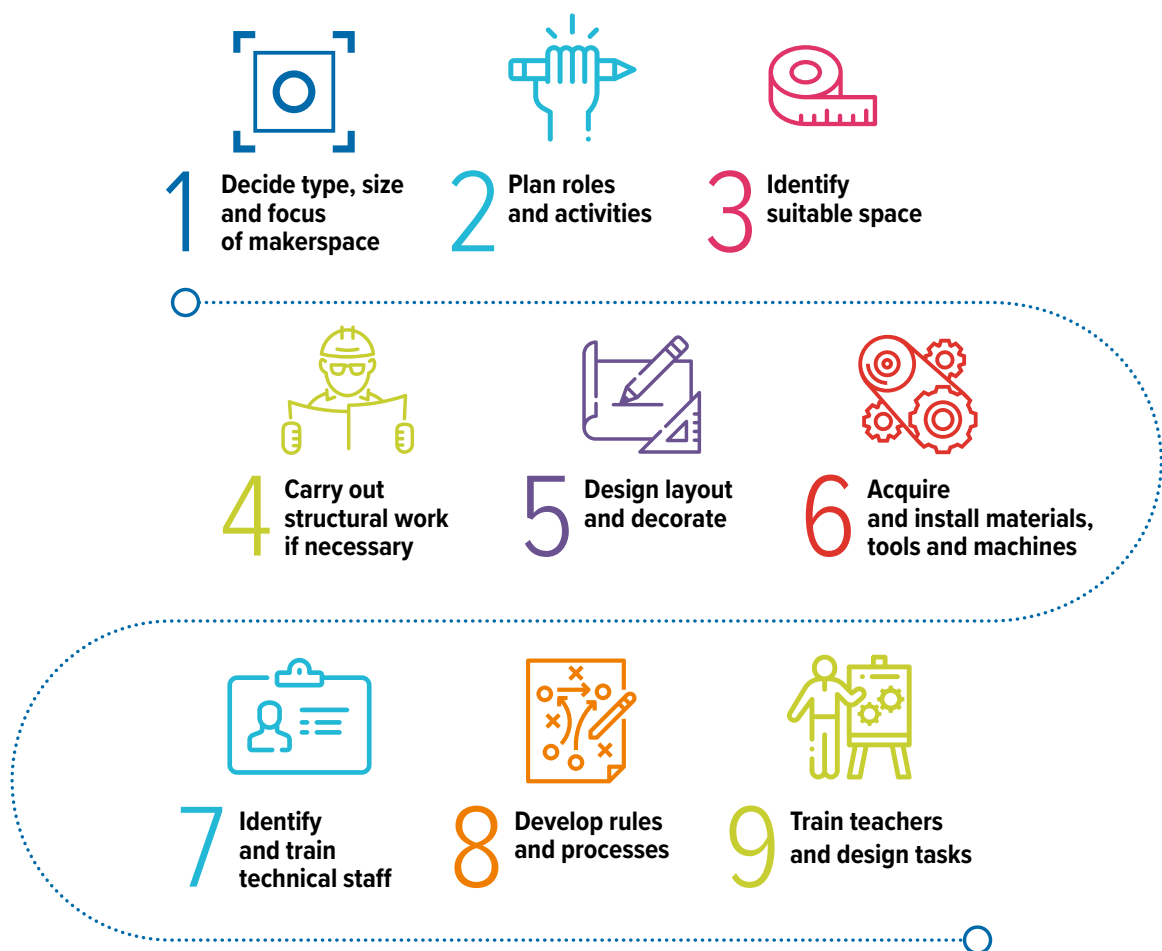 1 Decide type, size
and focus
of makerspace
2 Plan roles
and activities
3 Identify
suitable space
4 Carry out
structural work
if necessary
5 Design layout
and decorate
6 Acquire
and install materials,
tools and machines
7 Identify
and train
technical staff
8 Develop rules
and processes
9 Train teachers
and design tasks